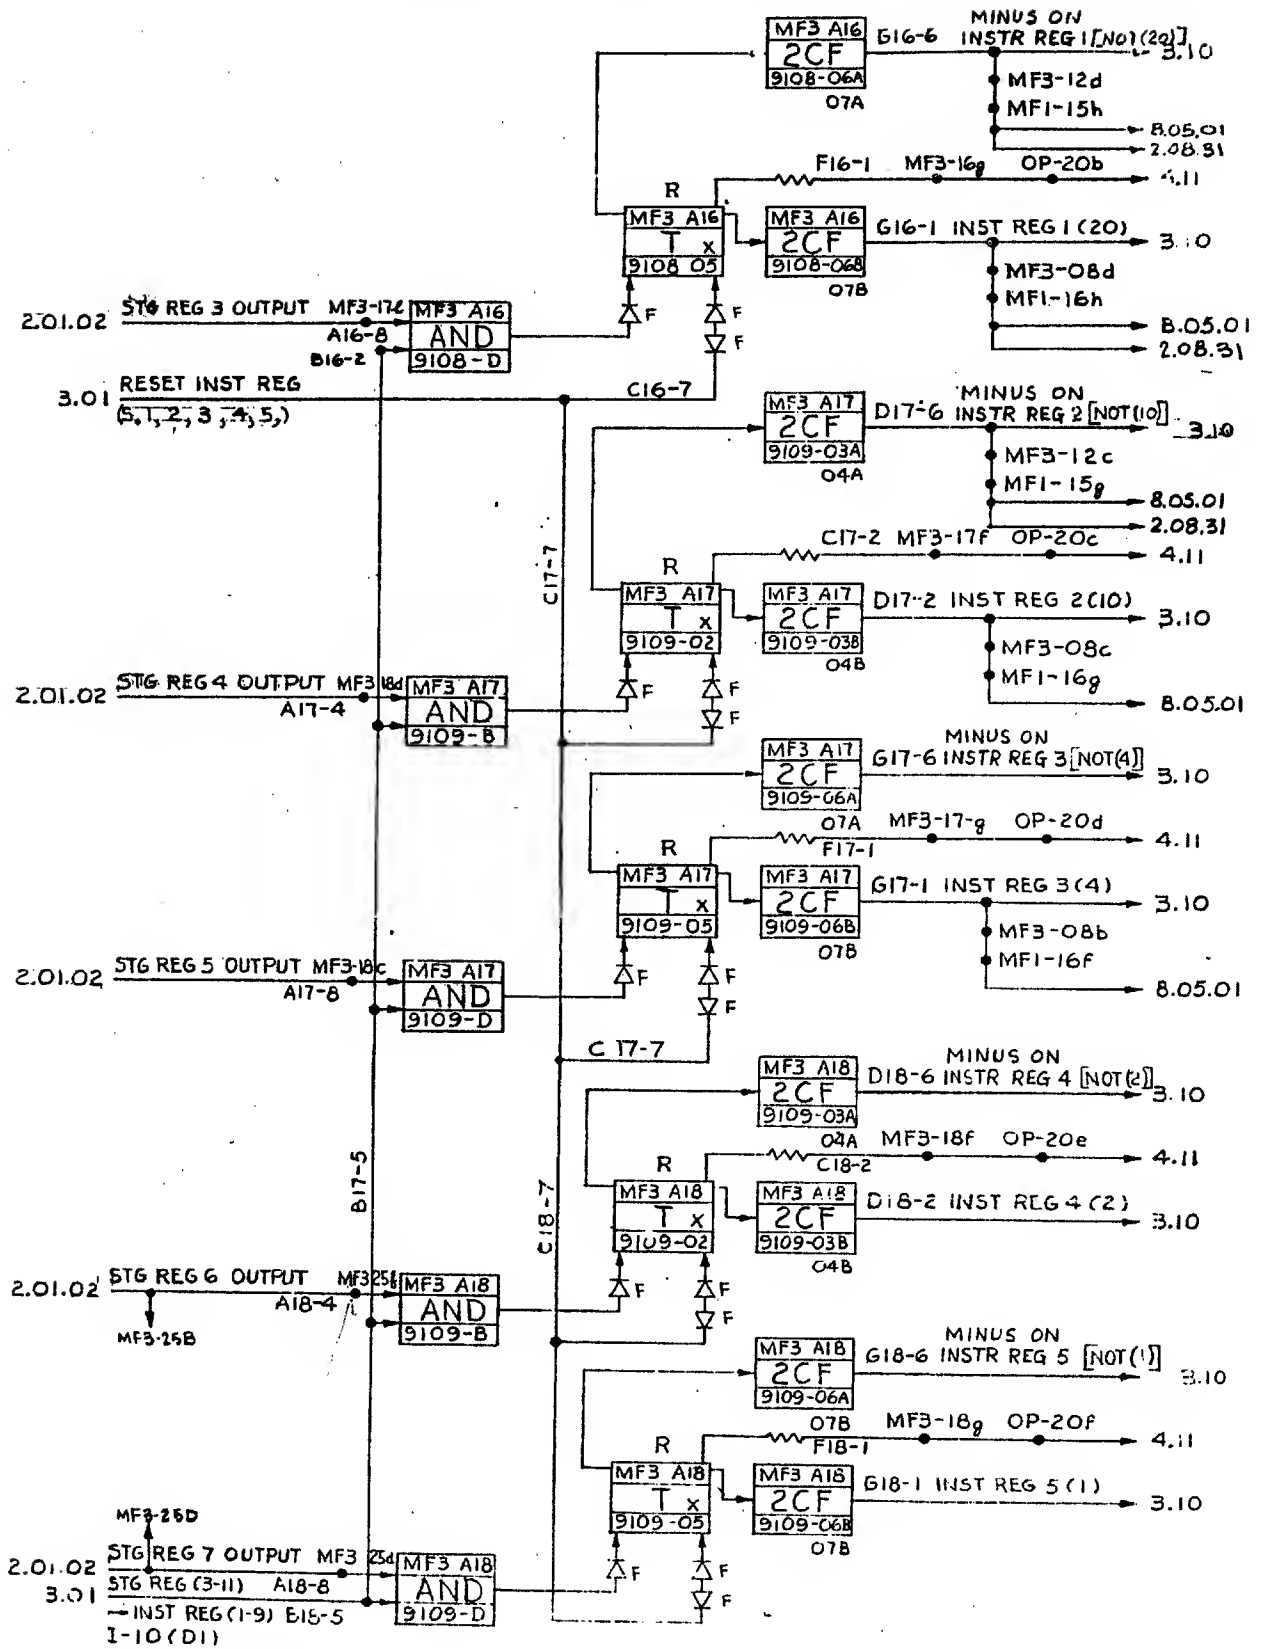 MF3 A16
2CF
9108-06A
07A
G16-6
MINUS ON
INSTR REG 1 [NOT(20)]
3.10
MF3-12d
MF1-15h
8.05.01
2.08.31
F16-1 MF3-16g OP-20b
4.11
R
MF3 A16
T x
9108 05
MF3 A16
2CF
9108-06B
07B
G16-1 INST REG 1 (20)
3.10
MF3-08d
MF1-16h
8.05.01
2.08.31
F
F
F
2.01.02
STG REG 3 OUTPUT
A16-8
B16-2
MF3 A16
AND
9108-D
3.01
RESET INST REG
C16-7
MF3 A17
2CF
9109-03A
04A
D17-6
MINUS ON
INSTR REG 2 [NOT(10)]
3.10
MF3-12c
MF1-15g
8.05.01
2.08.31
C17-7
C17-2 MF3-17f OP-20c
4.11
R
MF3 A17
T x
9109-02
MF3 A17
2CF
9109-03B
04B
D17-2 INST REG 2 (10)
3.10
MF3-08c
MF1-16g
8.05.01
F
F
F
2.01.02
STG REG 4 OUTPUT MF3 18d
A17-4
MF3 A17
AND
9109-B
MF3 A17
2CF
9109-06A
07A
MINUS ON
G17-6 INSTR REG 3 [NOT(4)]
3.10
MF3-17-g OP-20d
F17-1
4.11
R
MF3 A17
T x
9109-05
MF3 A17
2CF
9109-06B
07B
G17-1 INST REG 3 (4)
3.10
MF3-08b
MF1-16f
8.05.01
F
F
F
2.01.02
STG REG 5 OUTPUT MF3-18c
A17-8
MF3 A17
AND
9109-D
C 17-7
MF3 A18
2CF
9109-03A
04A
MINUS ON
D18-6 INSTR REG 4 [NOT(2)]
3.10
MF3-18f OP-20e
C18-2
4.11
B17-5
C18-7
R
MF3 A18
T x
9109-02
MF3 A18
2CF
9109-03B
04B
D18-2 INST REG 4 (2)
3.10
F
F
F
2.01.02
STG REG 6 OUTPUT
A18-4
MF3-25B
MF3 A18
AND
9109-B
MF3 A18
2CF
9109-06A
07B
MINUS ON
G18-6 INSTR REG 5 [NOT(1)]
3.10
MF3-18g OP-20f
F18-1
4.11
R
MF3 A18
T x
9109-05
MF3 A18
2CF
9109-06B
07B
G18-1 INST REG 5 (1)
3.10
F
F
F
MF3-25D
2.01.02
STG REG 7 OUTPUT MF3 25d
3.01
STG REG (3-11) A18-8
INST REG (1-9) B18-5
I-10 (D1)
MF3 A18
AND
9109-D